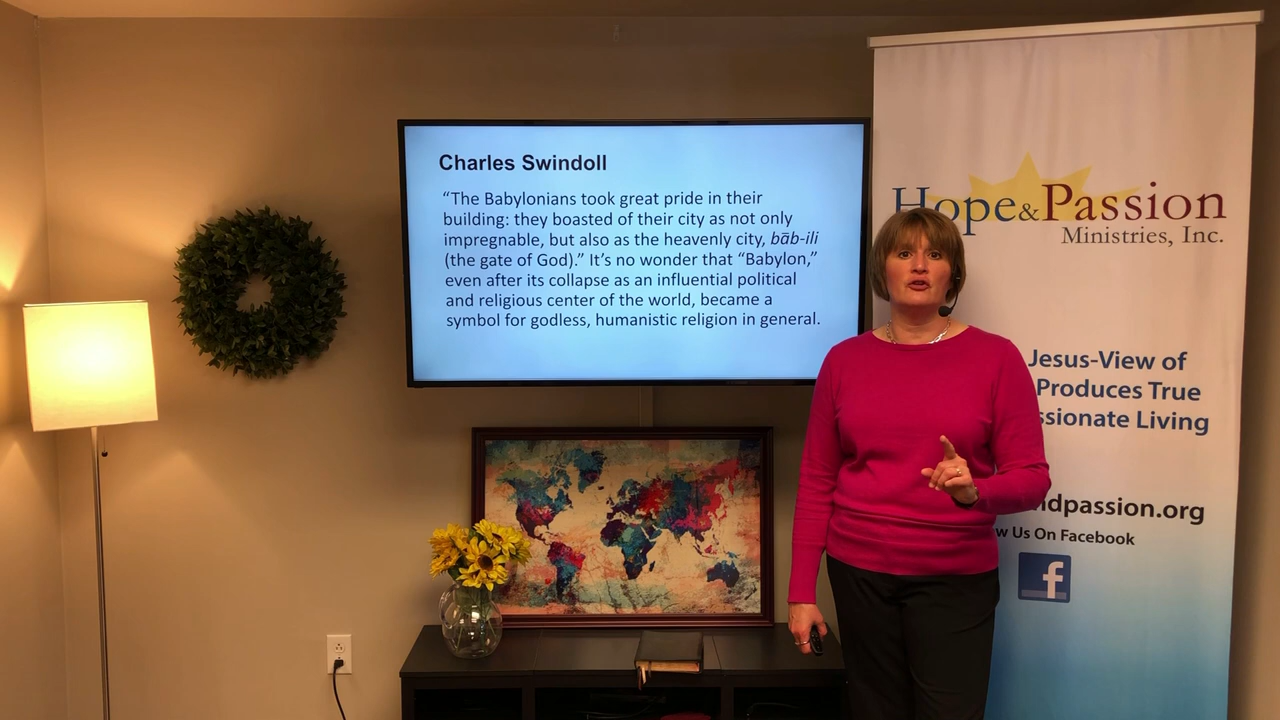 Charles Swindoll
“The Babylonians took great pride in their
building: they boasted of their city as not only
impregnable, but also as the heavenly city, bāb-ili
(the gate of God).” It’s no wonder that “Babylon,”
even after its collapse as an influential political
and religious center of the world, became a
symbol for godless, humanistic religion in general.
Hope&Passion
Ministries, Inc.
Jesus-View of
Produces True
ssionate Living
ndpassion.org
w Us On Facebook
f